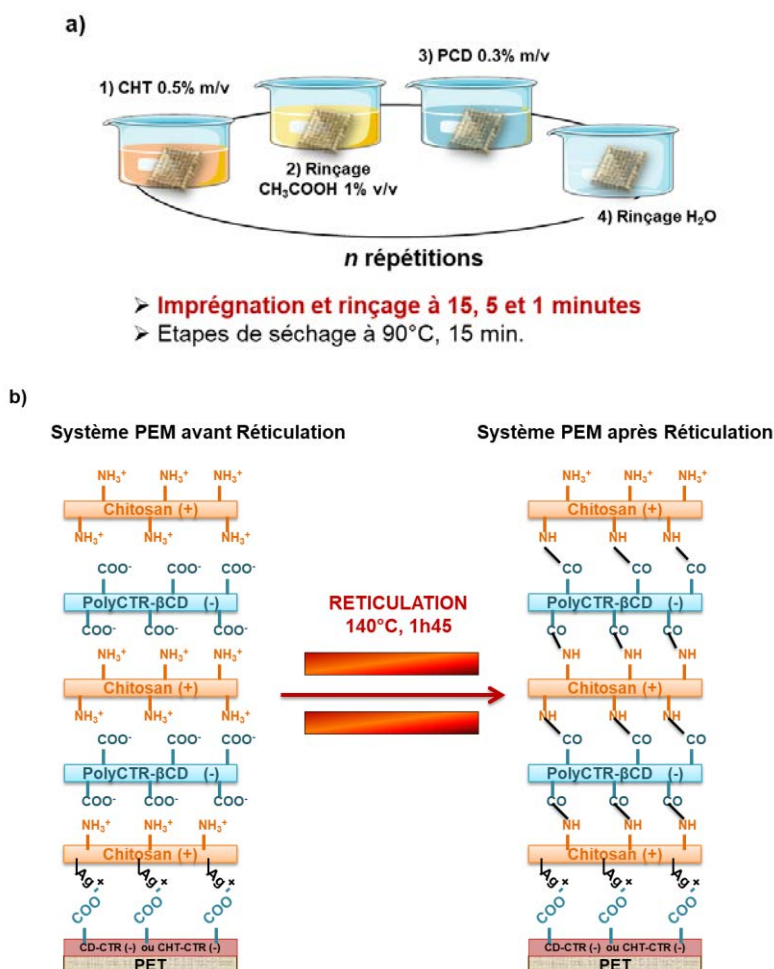 a)
3) PCD 0.3% m/v
1) CHT 0.5% m/v
2) Rinçage
CH₃COOH 1% v/v
4) Rinçage H₂O
n répétitions
➢ Imprégnation et rinçage à 15, 5 et 1 minutes
➢ Etapes de séchage à 90°C, 15 min.
b)
Système PEM avant Réticulation
NH₃⁺ NH₃⁺ NH₃⁺
Chitosan (+)
NH₃⁺ NH₃⁺ NH₃⁺
COO⁻ COO⁻ COO⁻
PolyCTR-βCD (-)
COO⁻ COO⁻ COO⁻
NH₃⁺ NH₃⁺ NH₃⁺
Chitosan (+)
NH₃⁺ NH₃⁺ NH₃⁺
COO⁻ COO⁻ COO⁻
PolyCTR-βCD (-)
COO⁻ COO⁻ COO⁻
NH₃⁺ NH₃⁺ NH₃⁺
Chitosan (+)
Ag⁺ Ag⁺ Ag⁺
COO⁻ COO⁻ COO⁻
CD-CTR (-) ou CHT-CTR (-)
PET
RETICULATION
140°C, 1h45
Système PEM après Réticulation
NH₃⁺ NH₃⁺ NH₃⁺
Chitosan (+)
NH NH NH
CO CO CO
PolyCTR-βCD (-)
CO CO CO
NH NH NH
Chitosan (+)
NH NH NH
CO CO CO
PolyCTR-βCD (-)
CO CO CO
NH NH NH
Chitosan (+)
Ag⁺ Ag⁺ Ag⁺
COO⁻ COO⁻ COO⁻
CD-CTR (-) ou CHT-CTR (-)
PET